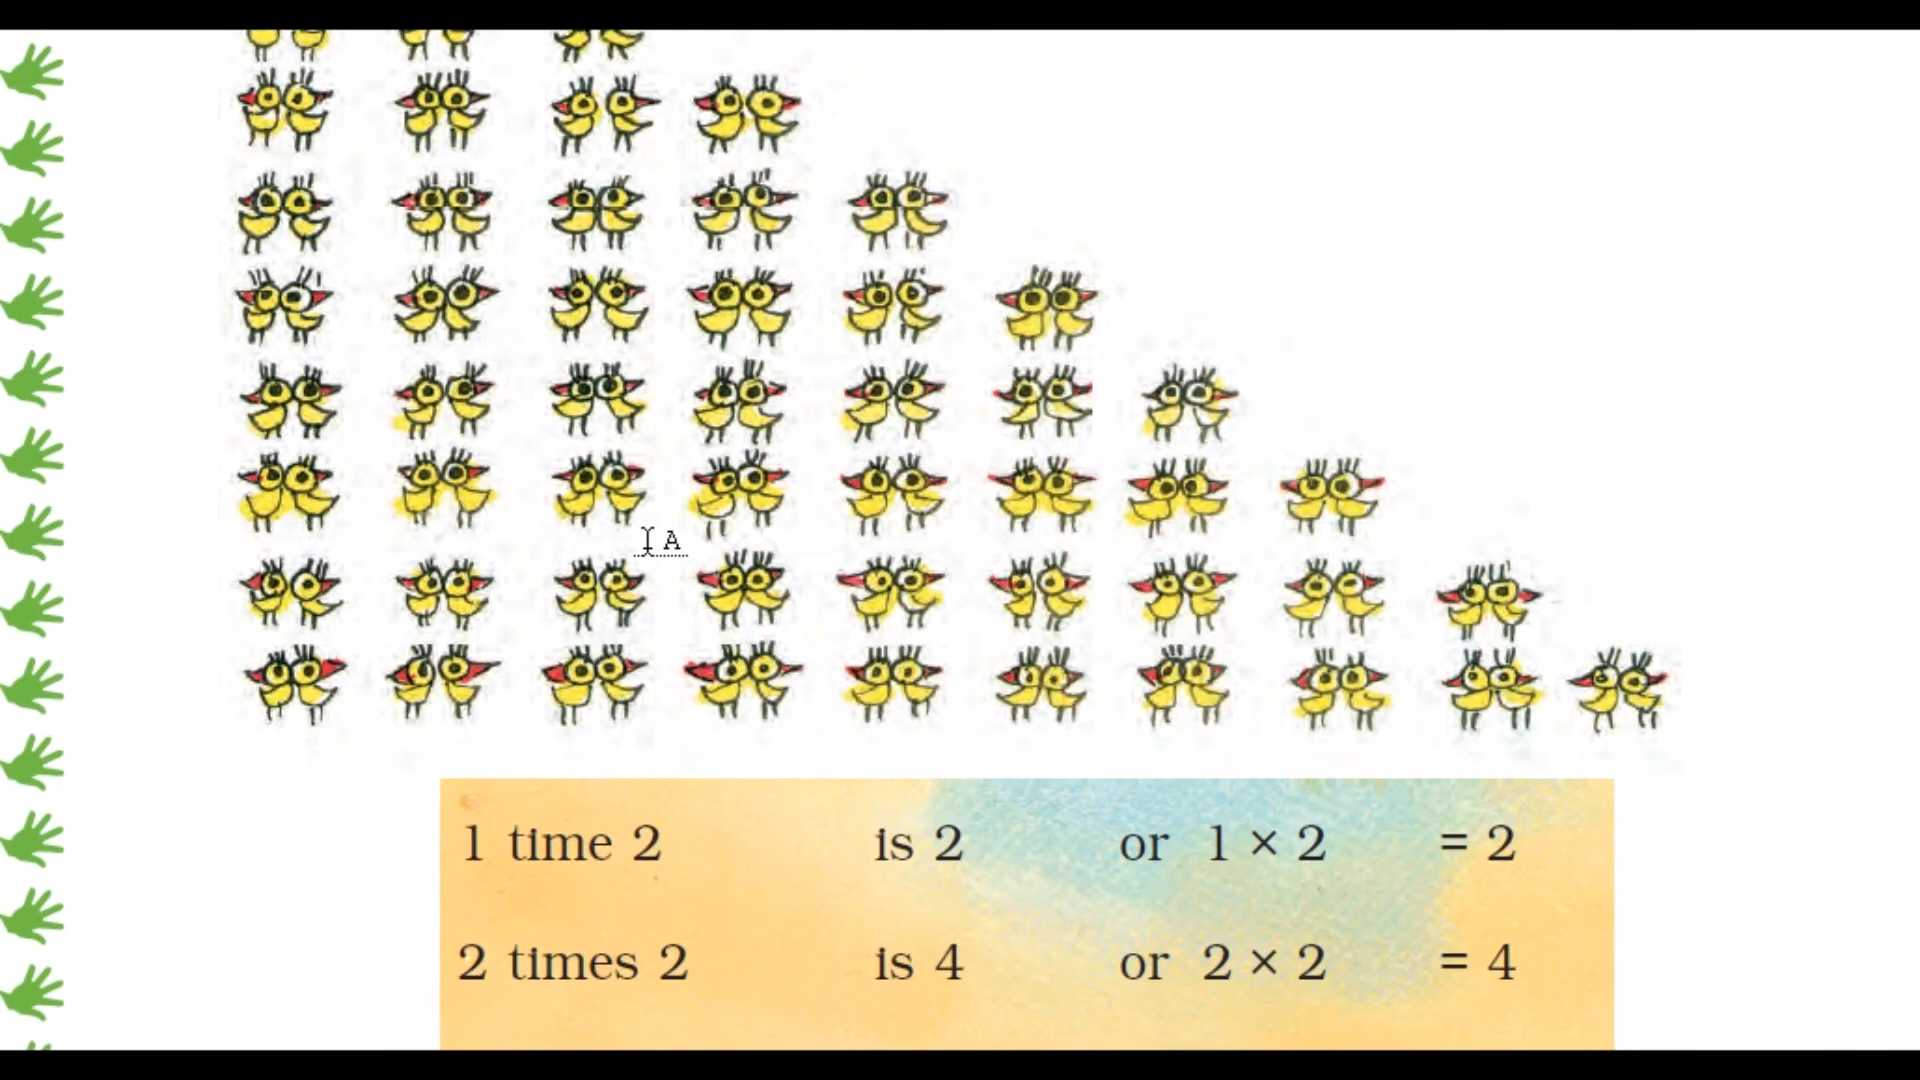 A
1 time 2 is 2 or 1 × 2 = 2
2 times 2 is 4 or 2 × 2 = 4